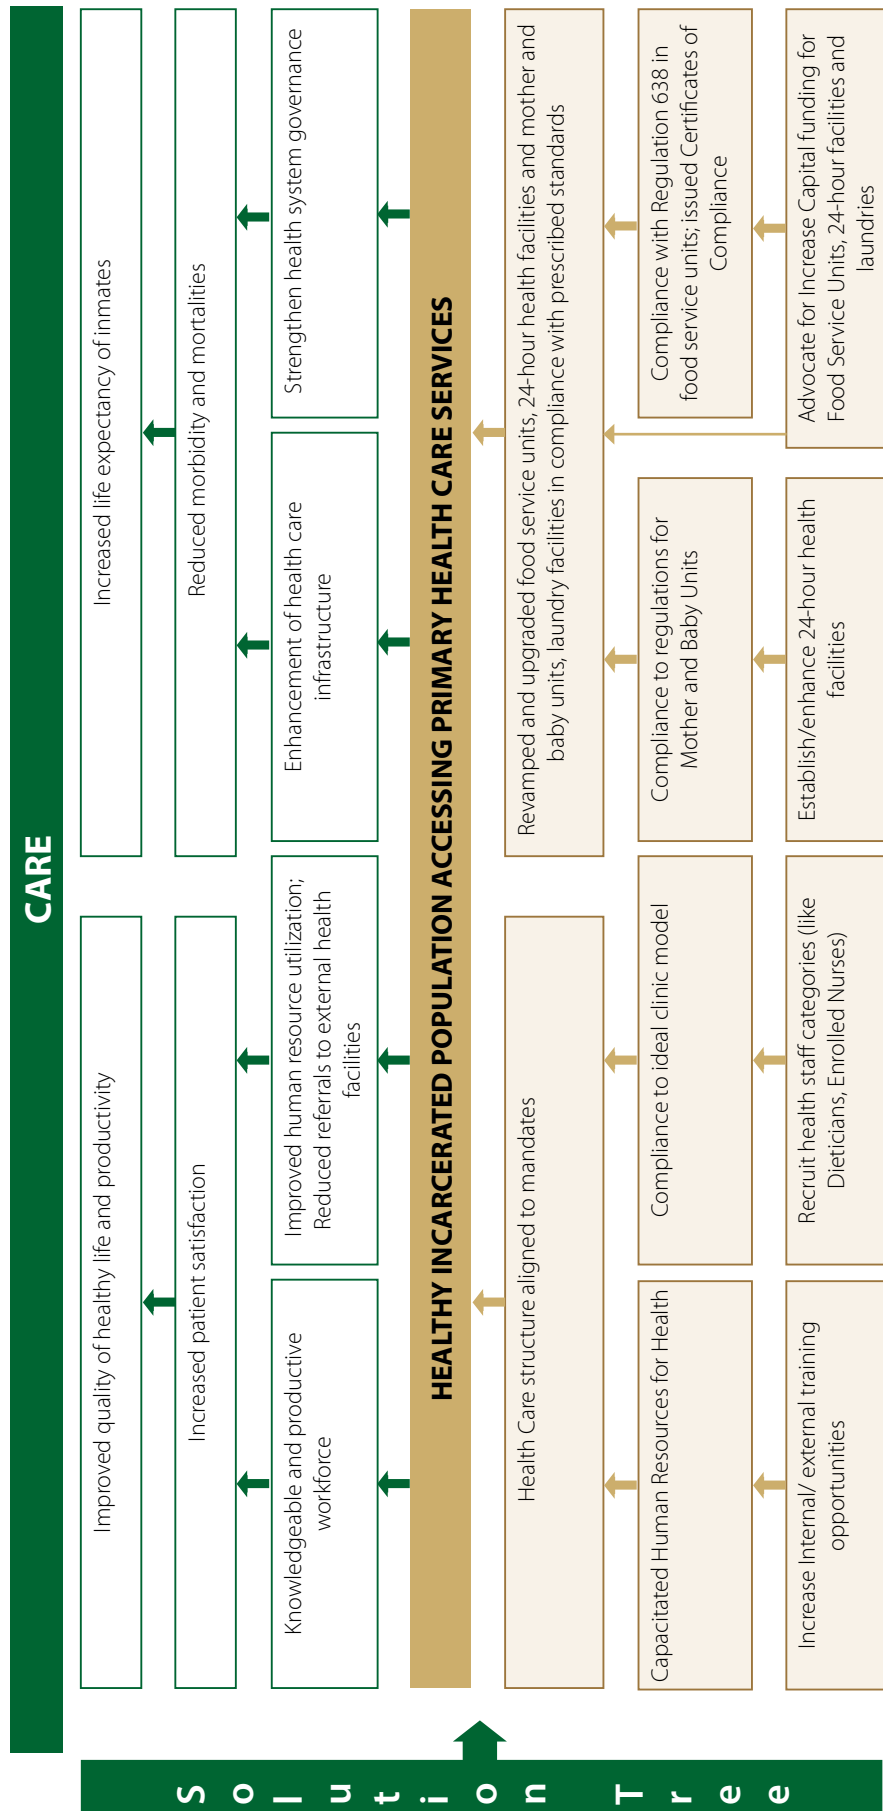 CARE
Solution Tree
Improved quality of healthy life and productivity
Increased life expectancy of inmates
Increased patient satisfaction
Reduced morbidity and mortalities
Knowledgeable and productive
workforce
Improved human resource utilization;
Reduced referrals to external health
facilities
Enhancement of health care
infrastructure
Strengthen health system governance
HEALTHY INCARCERATED POPULATION ACCESSING PRIMARY HEALTH CARE SERVICES
Health Care structure aligned to mandates
Revamped and upgraded food service units, 24-hour health facilities and mother and
baby units, laundry facilities in compliance with prescribed standards
Capacitated Human Resources for Health
Compliance to ideal clinic model
Compliance to regulations for
Mother and Baby Units
Compliance with Regulation 638 in
food service units; issued Certificates of
Compliance
Increase Internal/ external training
opportunities
Recruit health staff categories (like
Dieticians, Enrolled Nurses)
Establish/enhance 24-hour health
facilities
Advocate for Increase Capital funding for
Food Service Units, 24-hour facilities and
laundries